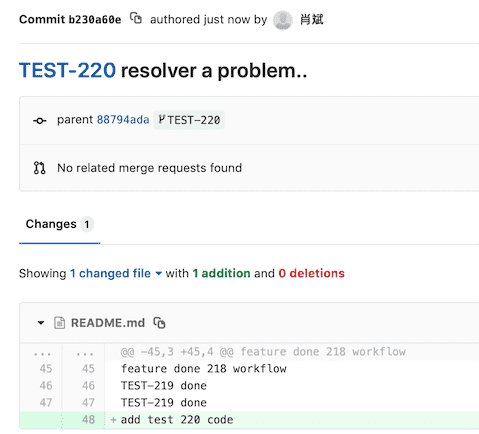 Commit b230a60e authored just now by 肖斌
TEST-220 resolver a problem..
parent 88794ada TEST-220
No related merge requests found
Changes 1
Showing 1 changed file with 1 addition and 0 deletions
README.md
... ... @@ -45,3 +45,4 @@ feature done 218 workflow
45 45 feature done 218 workflow
46 46 TEST-219 done
47 47 TEST-219 done
48 + add test 220 code